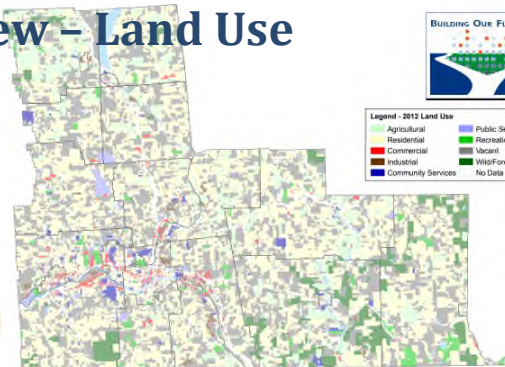 ew – Land Use
BUILDING OUR FU
Legend - 2012 Land Use
Agricultural
Residential
Commercial
Industrial
Community Services
Public Se
Recreati
Vacant
Wild/Fore
No Data